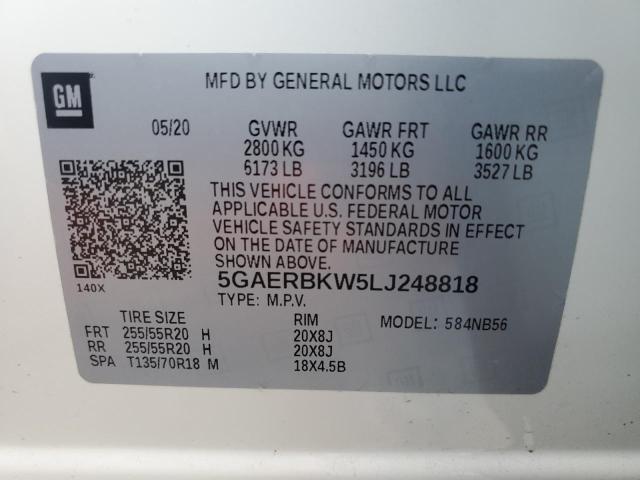 GM
MFD BY GENERAL MOTORS LLC
05/20 GVWR GAWR FRT GAWR RR
2800 KG 1450 KG 1600 KG
6173 LB 3196 LB 3527 LB
THIS VEHICLE CONFORMS TO ALL
APPLICABLE U.S. FEDERAL MOTOR
VEHICLE SAFETY STANDARDS IN EFFECT
ON THE DATE OF MANUFACTURE
SHOWN ABOVE.
140X
5GAERBKW5LJ248818
TYPE: M.P.V.
TIRE SIZE RIM MODEL: 584NB56
FRT 255/55R20 H 20X8J
RR 255/55R20 H 20X8J
SPA T135/70R18 M 18X4.5B